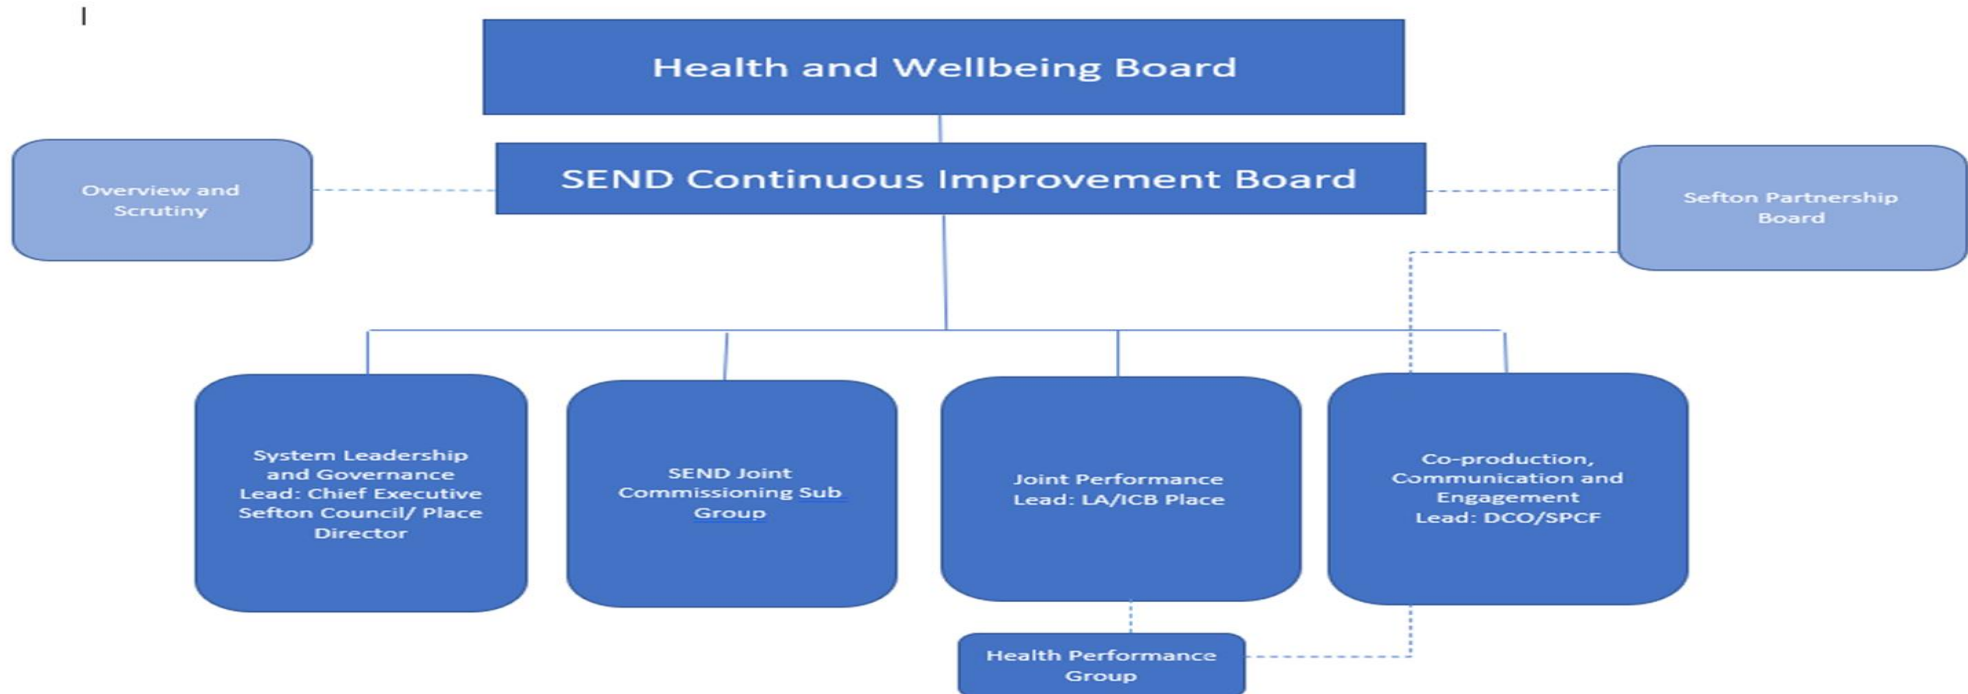 Health and Wellbeing Board
SEND Continuous Improvement Board
Overview and
Scrutiny
Sefton Partnership
Board
System Leadership
and Governance
Lead: Chief Executive
Sefton Council/ Place
Director
SEND Joint
Commissioning Sub
Group
Joint Performance
Lead: LA/ICB Place
Co-production,
Communication and
Engagement
Lead: DCO/SPCF
Health Performance
Group